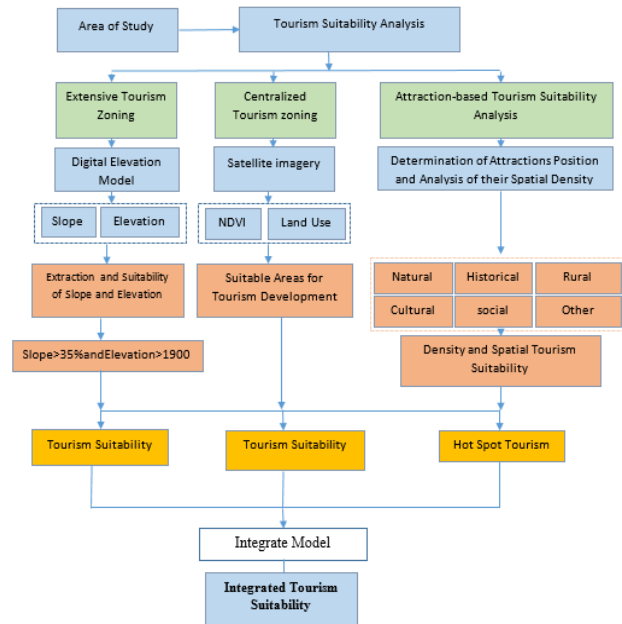 Area of Study
Tourism Suitability Analysis
Extensive Tourism
Zoning
Centralized
Tourism zoning
Attraction-based Tourism Suitability
Analysis
Digital Elevation
Model
Satellite imagery
Determination of Attractions Position
and Analysis of their Spatial Density
Slope
Elevation
NDVI
Land Use
Extraction and Suitability
of Slope and Elevation
Suitable Areas for
Tourism Development
Natural
Historical
Rural
Cultural
social
Other
Slope>35%andElevation>1900
Density and Spatial Tourism
Suitability
Tourism Suitability
Tourism Suitability
Hot Spot Tourism
Integrate Model
Integrated Tourism
Suitability